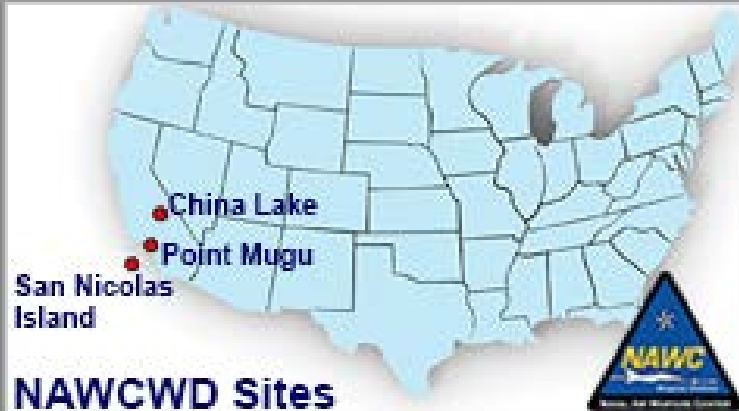 China Lake
Point Mugu
San Nicolas
Island
NAWCWD Sites
NAWC